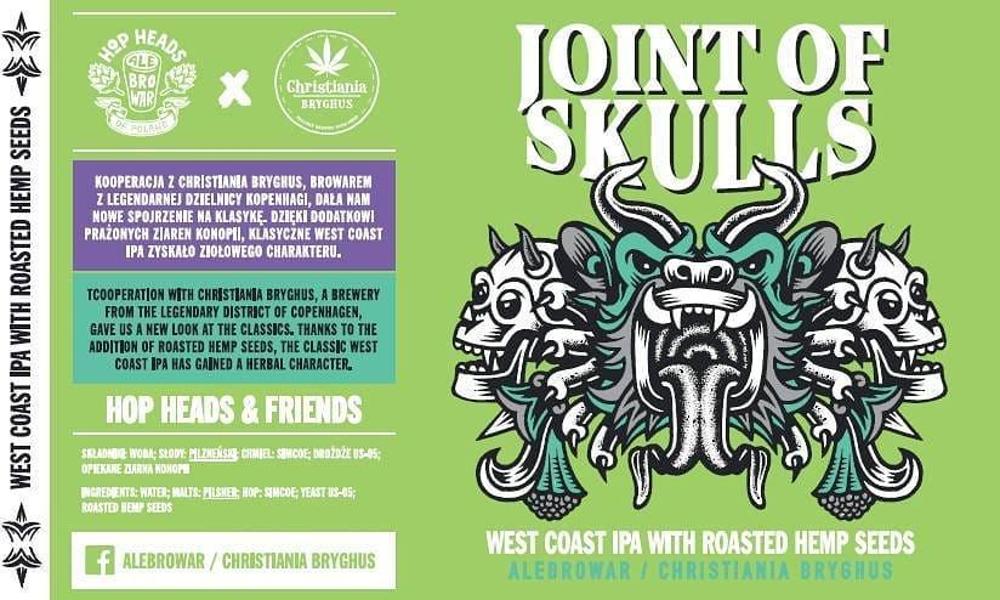 WEST COAST IPA WITH ROASTED HEMP SEEDS
HOP HEADS
ALE
BRO
WAR
OF POLAND
X
Christiania
BRYGHUS
KOOPERACJA Z CHRISTIANIA BRYGHUS, BROWAREM
Z LEGENDARNEJ DZIELNICY KOPENHAGI, DAŁA NAM
NOWE SPOJRZENIE NA KLASYKĘ. DZIĘKI DODATKOWI
PRAŻONYCH ZIAREN KONOPII, KLASYCZNE WEST COAST
IPA ZYSKAŁO ZIOŁOWEGO CHARAKTERU.
TCOOPERATION WITH CHRISTIANIA BRYGHUS, A BREWERY
FROM THE LEGENDARY DISTRICT OF COPENHAGEN,
GAVE US A NEW LOOK AT THE CLASSICS. THANKS TO THE
ADDITION OF ROASTED HEMP SEEDS, THE CLASSIC WEST
COAST IPA HAS GAINED A HERBAL CHARACTER.
HOP HEADS & FRIENDS
SKŁADNIKI: WODA; SŁODY: PILZNEŃSKI; CHMIEL: SIMCOE; DROŻDŻE US-05;
OPIEKANE ZIARNA KONOPII
INGREDIENTS: WATER; MALTS: PILSNER; HOP: SIMCOE; YEAST US-05;
ROASTED HEMP SEEDS
f ALEBROWAR / CHRISTIANIA BRYGHUS
JOINT OF
SKULLS
WEST COAST IPA WITH ROASTED HEMP SEEDS
ALEBROWAR / CHRISTIANIA BRYGHUS